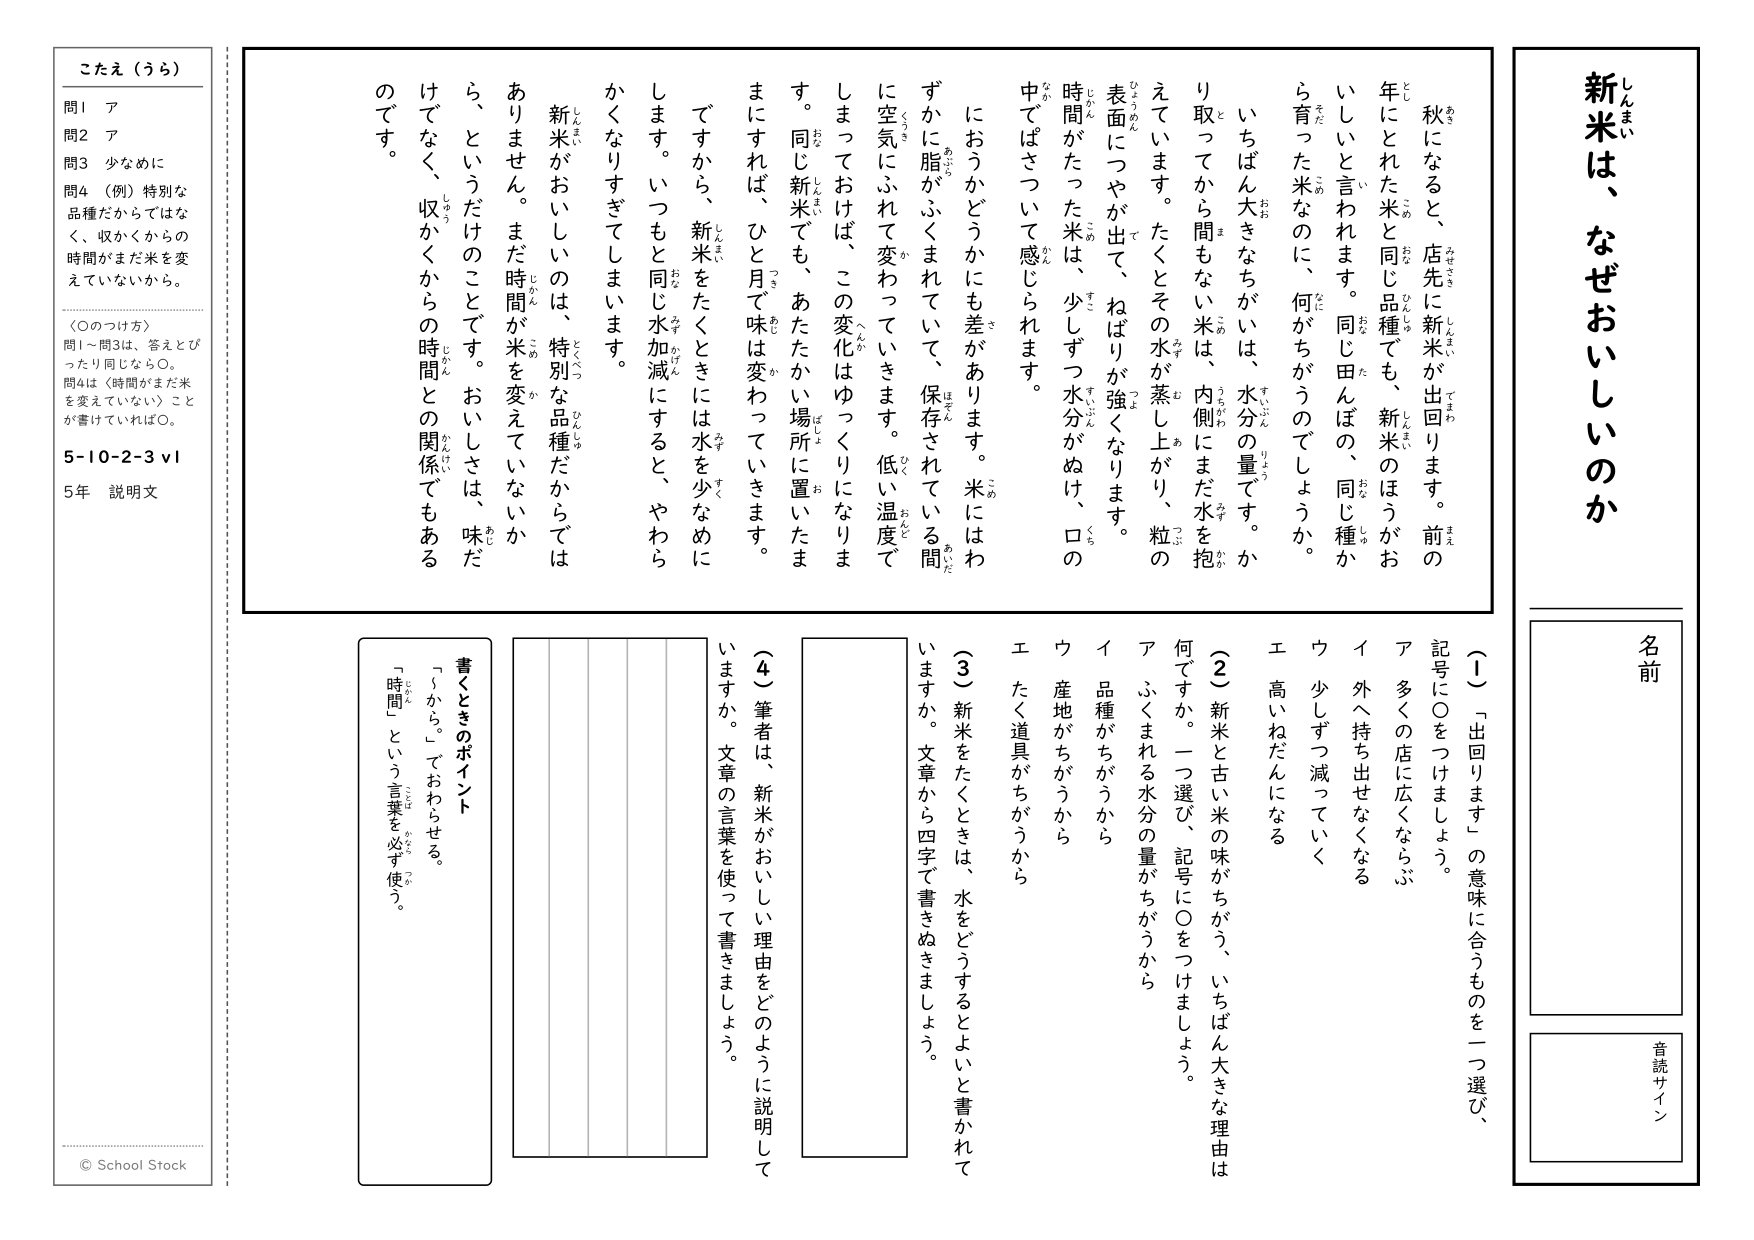 新米は、なぜおいしいのか
しんまい
名前
音読サイン
秋になると、店先に新米が出回ります。前の
年にとれた米と同じ品種でも、新米のほうがお
いしいと言われます。同じ田んぼの、同じ種か
ら育った米なのに、何がちがうのでしょうか。
いちばん大きなちがいは、水分の量です。か
り取ってから間もない米は、内側にまだ水を抱
えています。たくとその水が蒸し上がり、粒の
表面につやが出て、ねばりが強くなります。
時間がたった米は、少しずつ水分がぬけ、口の
中でぱさついて感じられます。
におうかどうかにも差があります。米にはわ
ずかに脂がふくまれていて、保存されている間
に空気にふれて変わっていきます。低い温度で
しまっておけば、この変化はゆっくりになりま
す。同じ新米でも、あたたかい場所に置いたま
まにすれば、ひと月で味は変わっていきます。
ですから、新米をたくときには水を少なめに
します。いつもと同じ水加減にすると、やわら
かくなりすぎてしまいます。
新米がおいしいのは、特別な品種だからでは
ありません。まだ時間が米を変えていないか
ら、というだけのことです。おいしさは、味だ
けでなく、収かくからの時間との関係でもある
のです。
(1)「出回ります」の意味に合うものを一つ選び、
記号に○をつけましょう。
ア 多くの店に広くならぶ
イ 外へ持ち出せなくなる
ウ 少しずつ減っていく
エ 高いねだんになる
(2)新米と古い米の味がちがう、いちばん大きな理由は
何ですか。一つ選び、記号に○をつけましょう。
ア ふくまれる水分の量がちがうから
イ 品種がちがうから
ウ 産地がちがうから
エ たく道具がちがうから
(3)新米をたくときは、水をどうするとよいと書かれて
いますか。文章から四字で書きぬきましょう。
(4)筆者は、新米がおいしい理由をどのように説明して
いますか。文章の言葉を使って書きましょう。
書くときのポイント
「～から。」でおわらせる。
「時間」という言葉を必ず使う。
こたえ（うら）
問1 ア
問2 ア
問3 少なめに
問4 （例）特別な
品種だからではな
く、収かくからの
時間がまだ米を変
えていないから。
〈○のつけ方〉
問1～問3は、答えとぴ
ったり同じなら○。
問4は〈時間がまだ米
を変えていない〉こと
が書けていれば○。
5-10-2-3 v1
5年 説明文
© School Stock